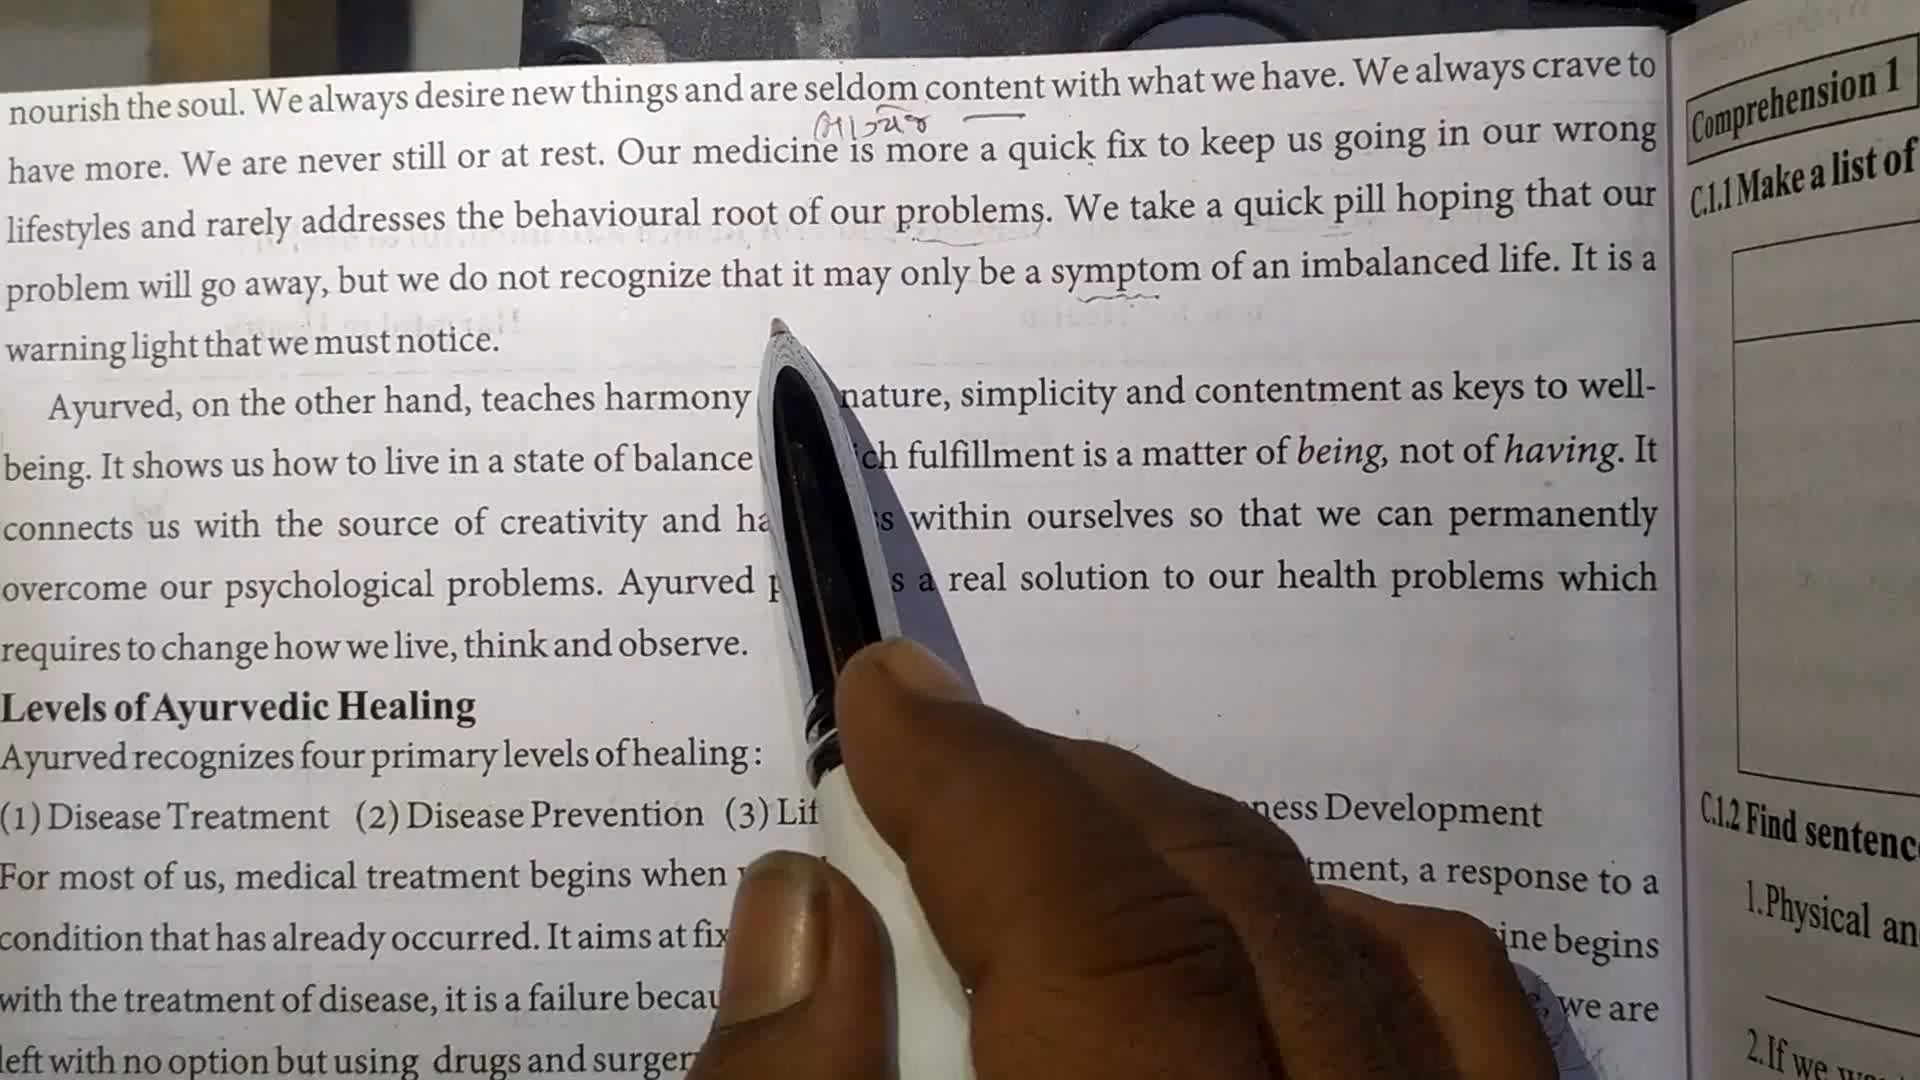 nourish the soul. We always desire new things and are seldom content with what we have. We always crave to
have more. We are never still or at rest. Our medicine is more a quick fix to keep us going in our wrong
lifestyles and rarely addresses the behavioural root of our problems. We take a quick pill hoping that our
problem will go away, but we do not recognize that it may only be a symptom of an imbalanced life. It is a
warning light that we must notice.
Ayurved, on the other hand, teaches harmony nature, simplicity and contentment as keys to well-
being. It shows us how to live in a state of balance fulfillment is a matter of being, not of having. It
connects us with the source of creativity and within ourselves so that we can permanently
overcome our psychological problems. Ayurved a real solution to our health problems which
requires to change how we live, think and observe.
Levels of Ayurvedic Healing
Ayurved recognizes four primary levels of healing :
(1) Disease Treatment (2) Disease Prevention (3) Development
For most of us, medical treatment begins when a response to a
condition that has already occurred. It aims at begins
with the treatment of disease, it is a failure we are
left with no option but using drugs and
Comprehension 1
C.1.1 Make a list of
C.1.2 Find
1. Physical
2. If we